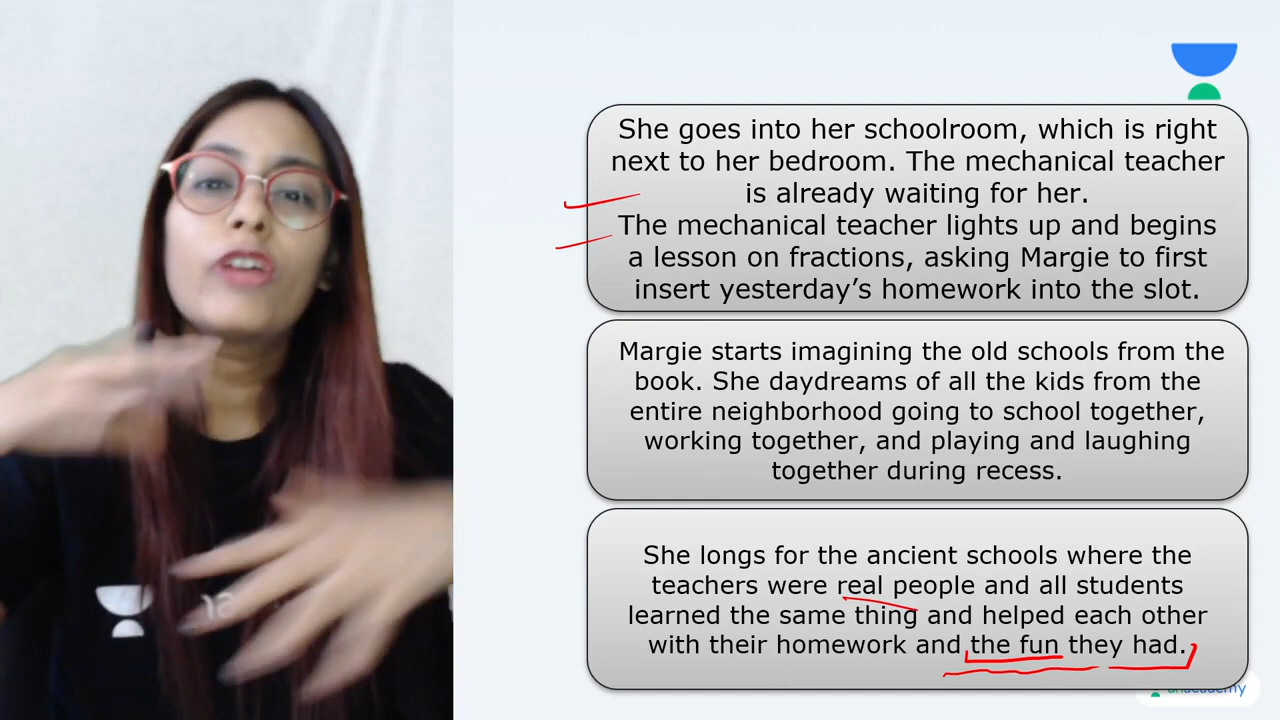 She goes into her schoolroom, which is right
next to her bedroom. The mechanical teacher
is already waiting for her.
The mechanical teacher lights up and begins
a lesson on fractions, asking Margie to first
insert yesterday's homework into the slot.
Margie starts imagining the old schools from the
book. She daydreams of all the kids from the
entire neighborhood going to school together,
working together, and playing and laughing
together during recess.
She longs for the ancient schools where the
teachers were real people and all students
learned the same thing and helped each other
with their homework and the fun they had.
unacademy